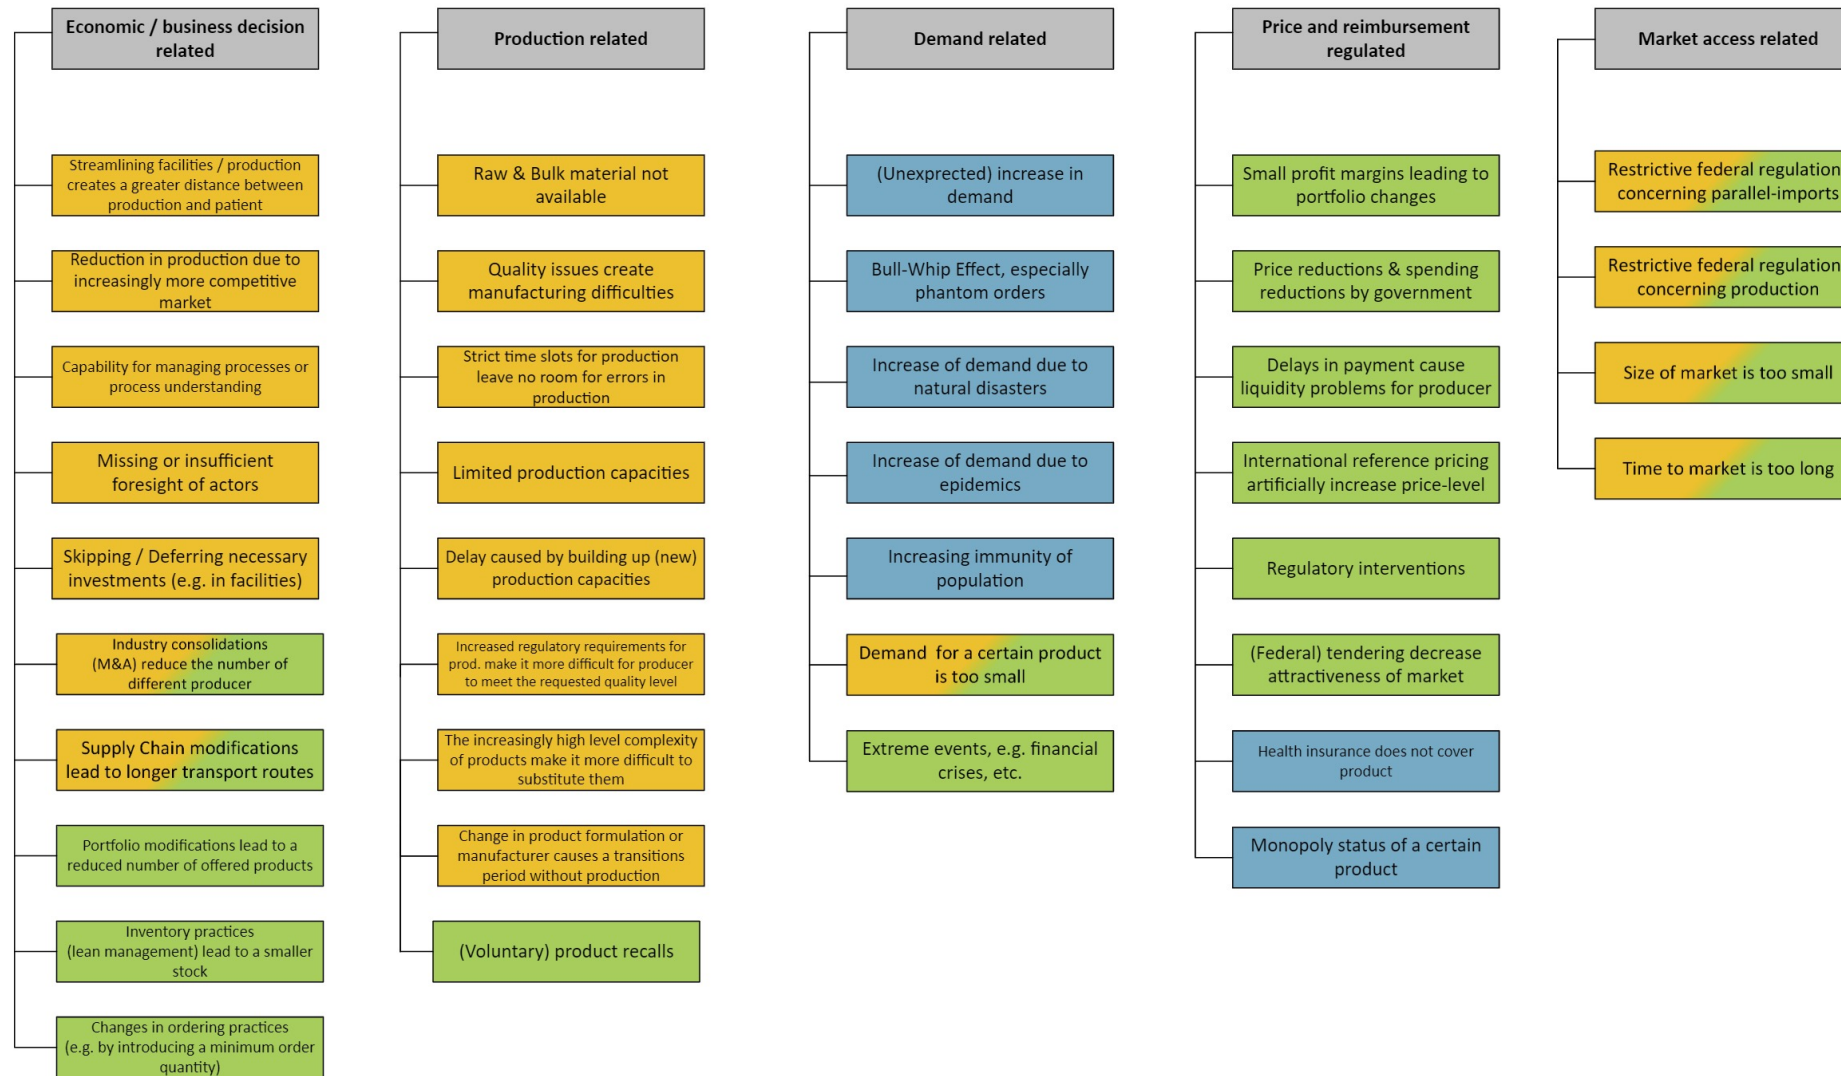 Economic / business decision
related
Streamlining facilities / production
creates a greater distance between
production and patient
Reduction in production due to
increasingly more competitive
market
Capability for managing processes or
process understanding
Missing or insufficient
foresight of actors
Skipping / Deferring necessary
investments (e.g. in facilities)
Industry consolidations
(M&A) reduce the number of
different producer
Supply Chain modifications
lead to longer transport routes
Portfolio modifications lead to a
reduced number of offered products
Inventory practices
(lean management) lead to a smaller
stock
Changes in ordering practices
(e.g. by introducing a minimum order
quantity)
Production related
Raw & Bulk material not
available
Quality issues create
manufacturing difficulties
Strict time slots for production
leave no room for errors in
production
Limited production capacities
Delay caused by building up (new)
production capacities
Increased regulatory requirements for
prod. make it more difficult for producer
to meet the requested quality level
The increasingly high level complexity
of products make it more difficult to
substitute them
Change in product formulation or
manufacturer causes a transitions
period without production
(Voluntary) product recalls
Demand related
(Unexprected) increase in
demand
Bull-Whip Effect, especially
phantom orders
Increase of demand due to
natural disasters
Increase of demand due to
epidemics
Increasing immunity of
population
Demand for a certain product
is too small
Extreme events, e.g. financial
crises, etc.
Price and reimbursement
regulated
Small profit margins leading to
portfolio changes
Price reductions & spending
reductions by government
Delays in payment cause
liquidity problems for producer
International reference pricing
artificially increase price-level
Regulatory interventions
(Federal) tendering decrease
attractiveness of market
Health insurance does not cover
product
Monopoly status of a certain
product
Market access related
Restrictive federal regulation
concerning parallel-imports
Restrictive federal regulation
concerning production
Size of market is too small
Time to market is too long